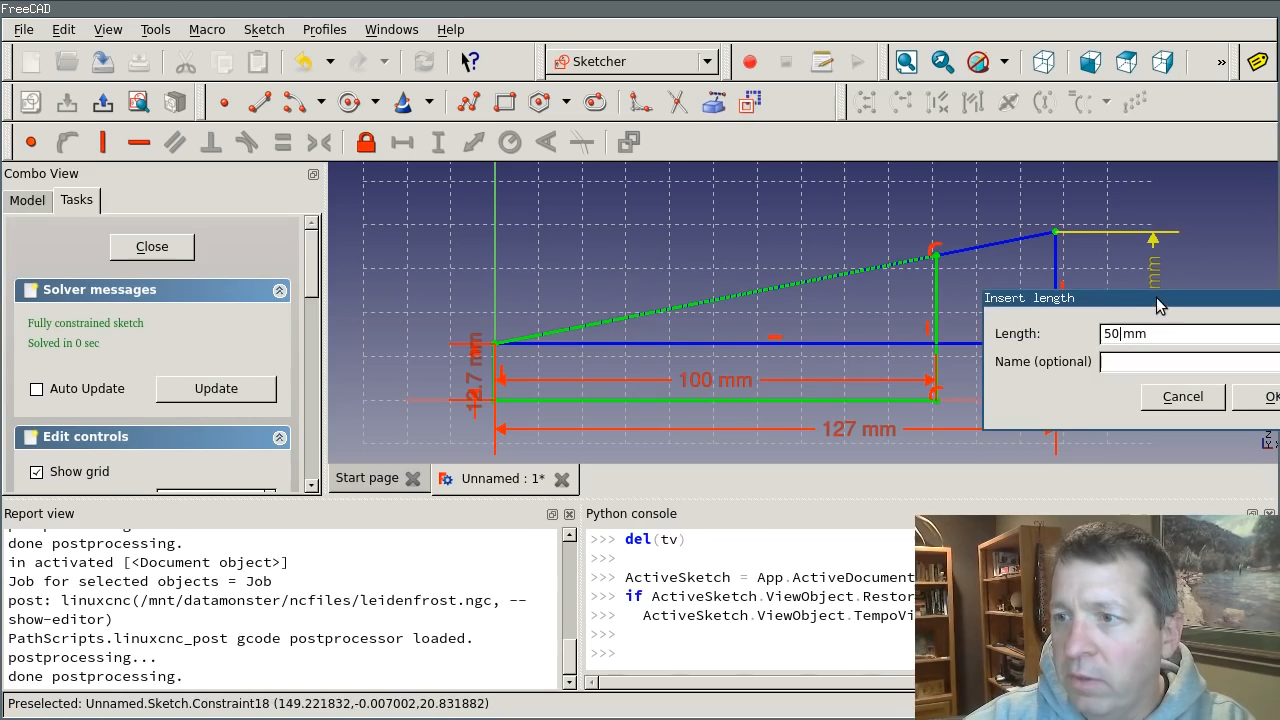 FreeCAD
File Edit View Tools Macro Sketch Profiles Windows Help
Sketcher
»
Combo View
Model Tasks
Close
Solver messages
Fully constrained sketch
Solved in 0 sec
Auto Update Update
Edit controls
Show grid
mm
12.7 mm
100 mm
127 mm
Insert length
Length: 50mm
Name (optional)
Cancel OK
Start page Unnamed : 1*
Report view
done postprocessing.
in activated [<Document object>]
Job for selected objects = Job
post: linuxcnc(/mnt/datamonster/ncfiles/leidenfrost.ngc, --
show-editor)
PathScripts.linuxcnc_post gcode postprocessor loaded.
postprocessing...
done postprocessing.
Python console
>>> del(tv)
>>>
>>> ActiveSketch = App.ActiveDocument
>>> if ActiveSketch.ViewObject.Restor
>>> ActiveSketch.ViewObject.TempoVi
>>>
>>>
Preselected: Unnamed.Sketch.Constraint18 (149.221832,-0.007002,20.831882)